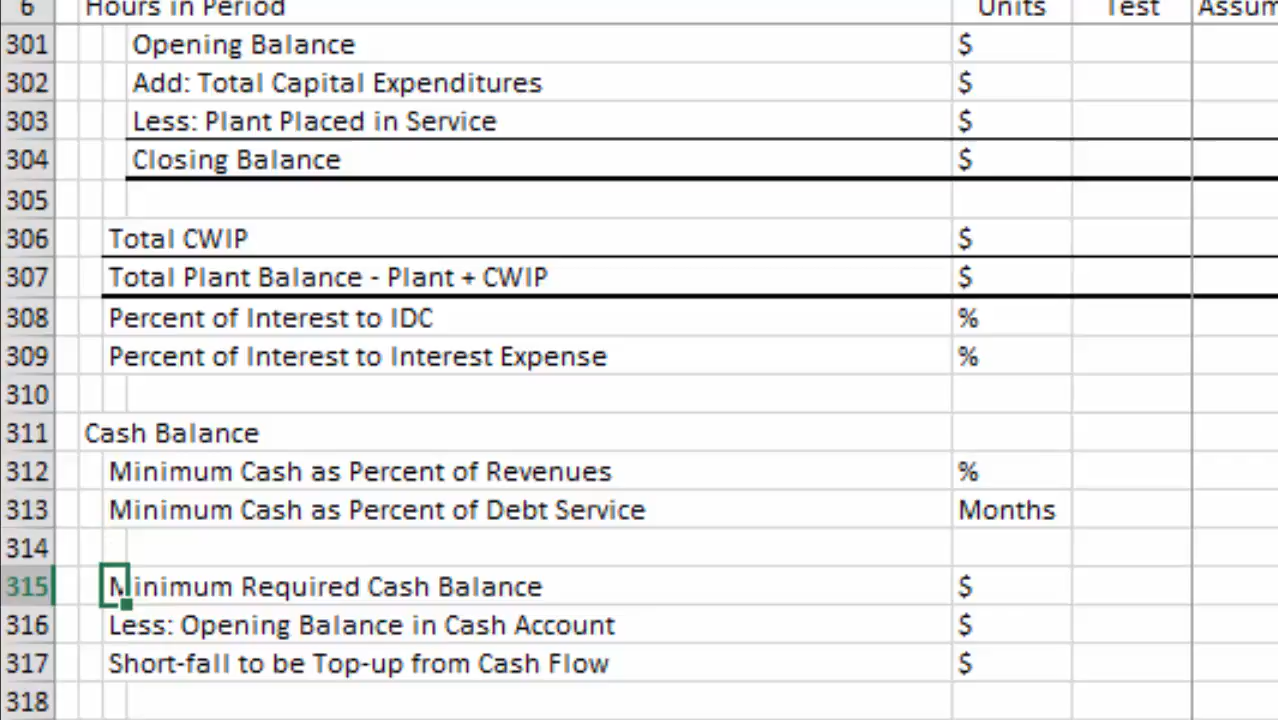 6 Hours in Period Units Test Assum
301 Opening Balance $
302 Add: Total Capital Expenditures $
303 Less: Plant Placed in Service $
304 Closing Balance $
305
306 Total CWIP $
307 Total Plant Balance - Plant + CWIP $
308 Percent of Interest to IDC %
309 Percent of Interest to Interest Expense %
310
311 Cash Balance
312 Minimum Cash as Percent of Revenues %
313 Minimum Cash as Percent of Debt Service Months
314
315 Minimum Required Cash Balance $
316 Less: Opening Balance in Cash Account $
317 Short-fall to be Top-up from Cash Flow $
318